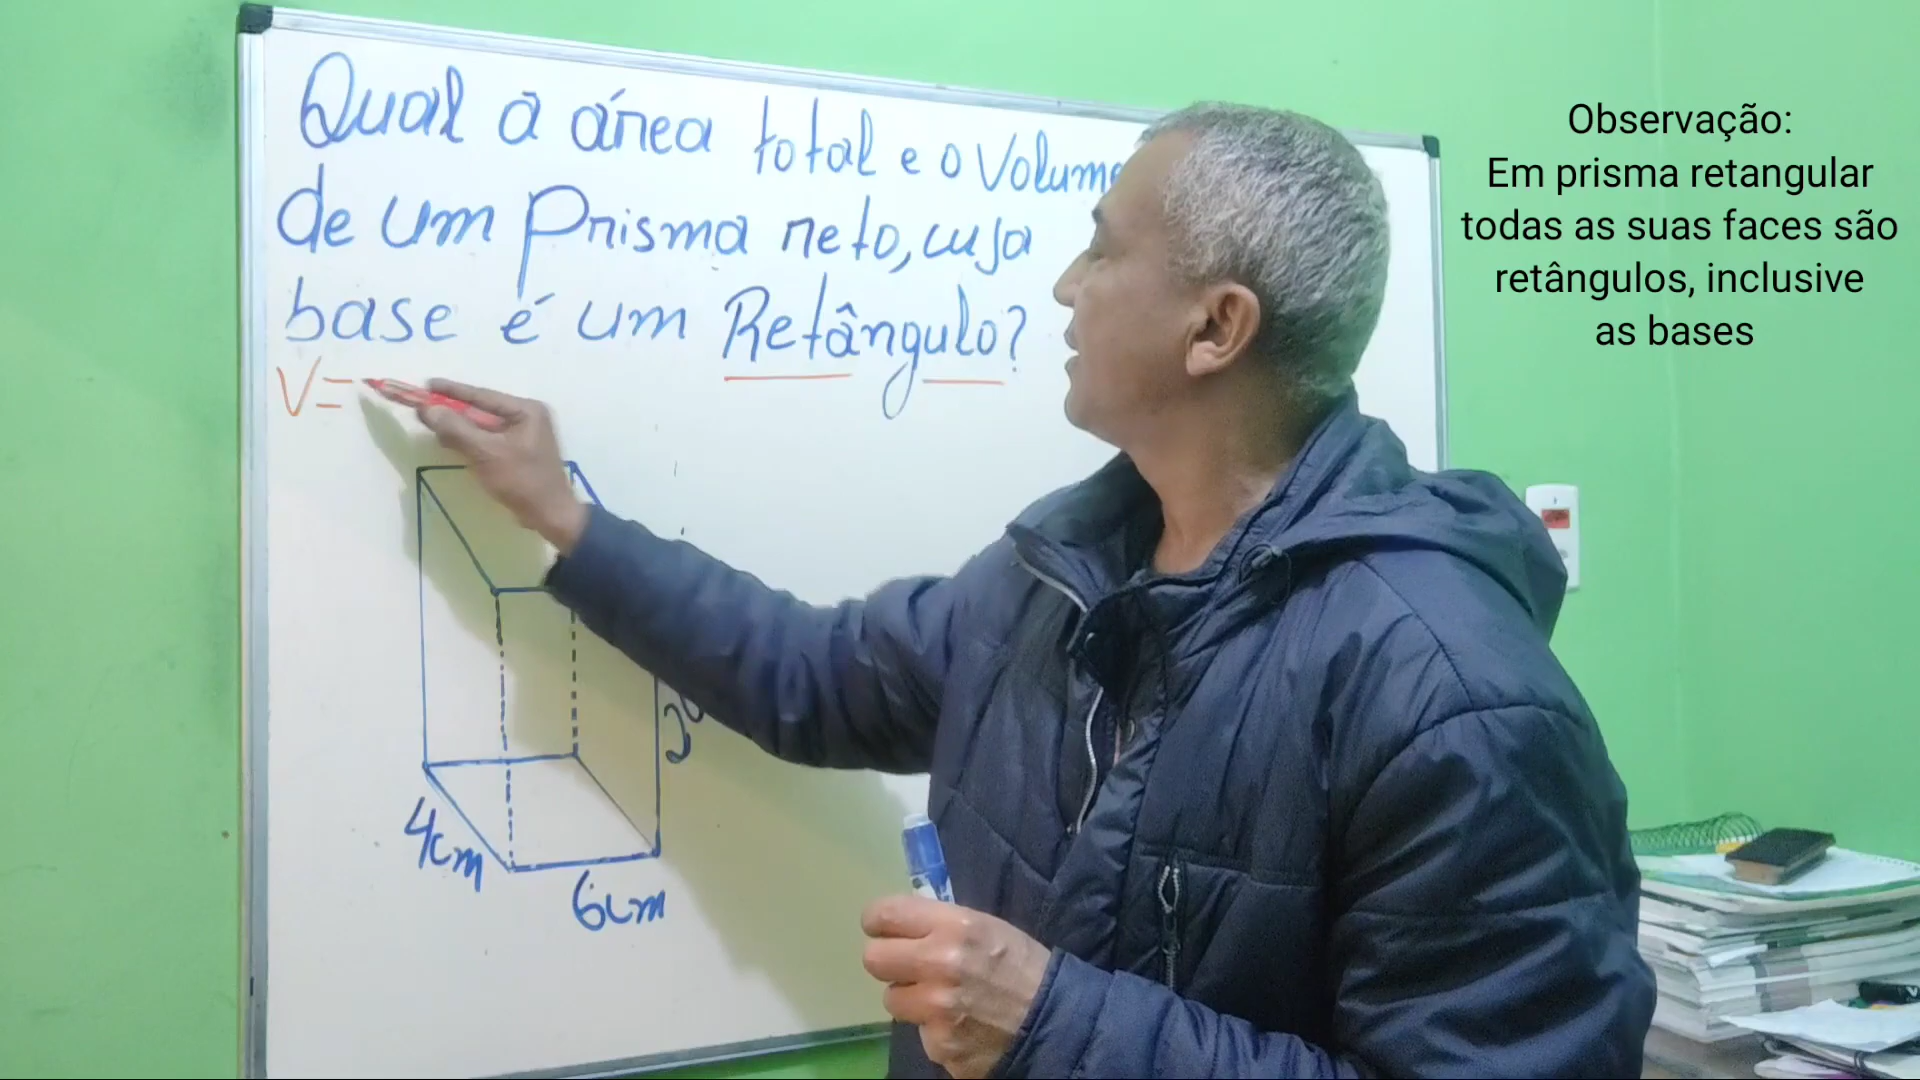 Qual a área total e o Volume
de um Prisma reto, cuja
base é um Retângulo?
V=
4cm
6cm
Observação:
Em prisma retangular
todas as suas faces são
retângulos, inclusive
as bases